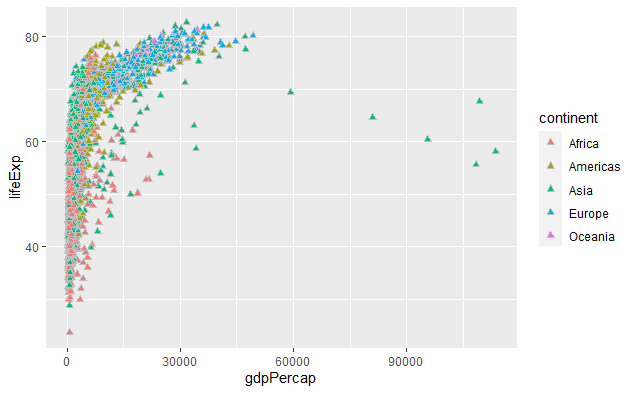 80
60
40
lifeExp
0
30000
60000
90000
gdpPercap
continent
Africa
Americas
Asia
Europe
Oceania